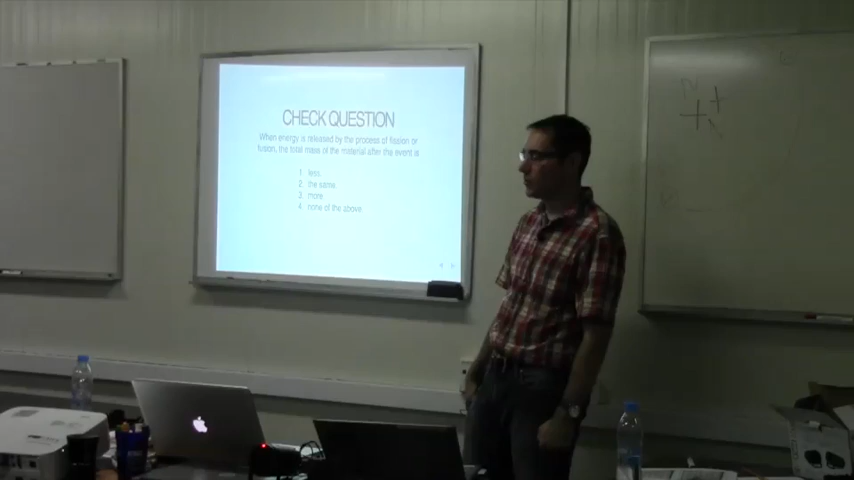 CHECK QUESTION
When energy is released by the process of fission or
fusion, the total mass of the material after the event is
1. less.
2. the same.
3. more
4. none of the above.
N